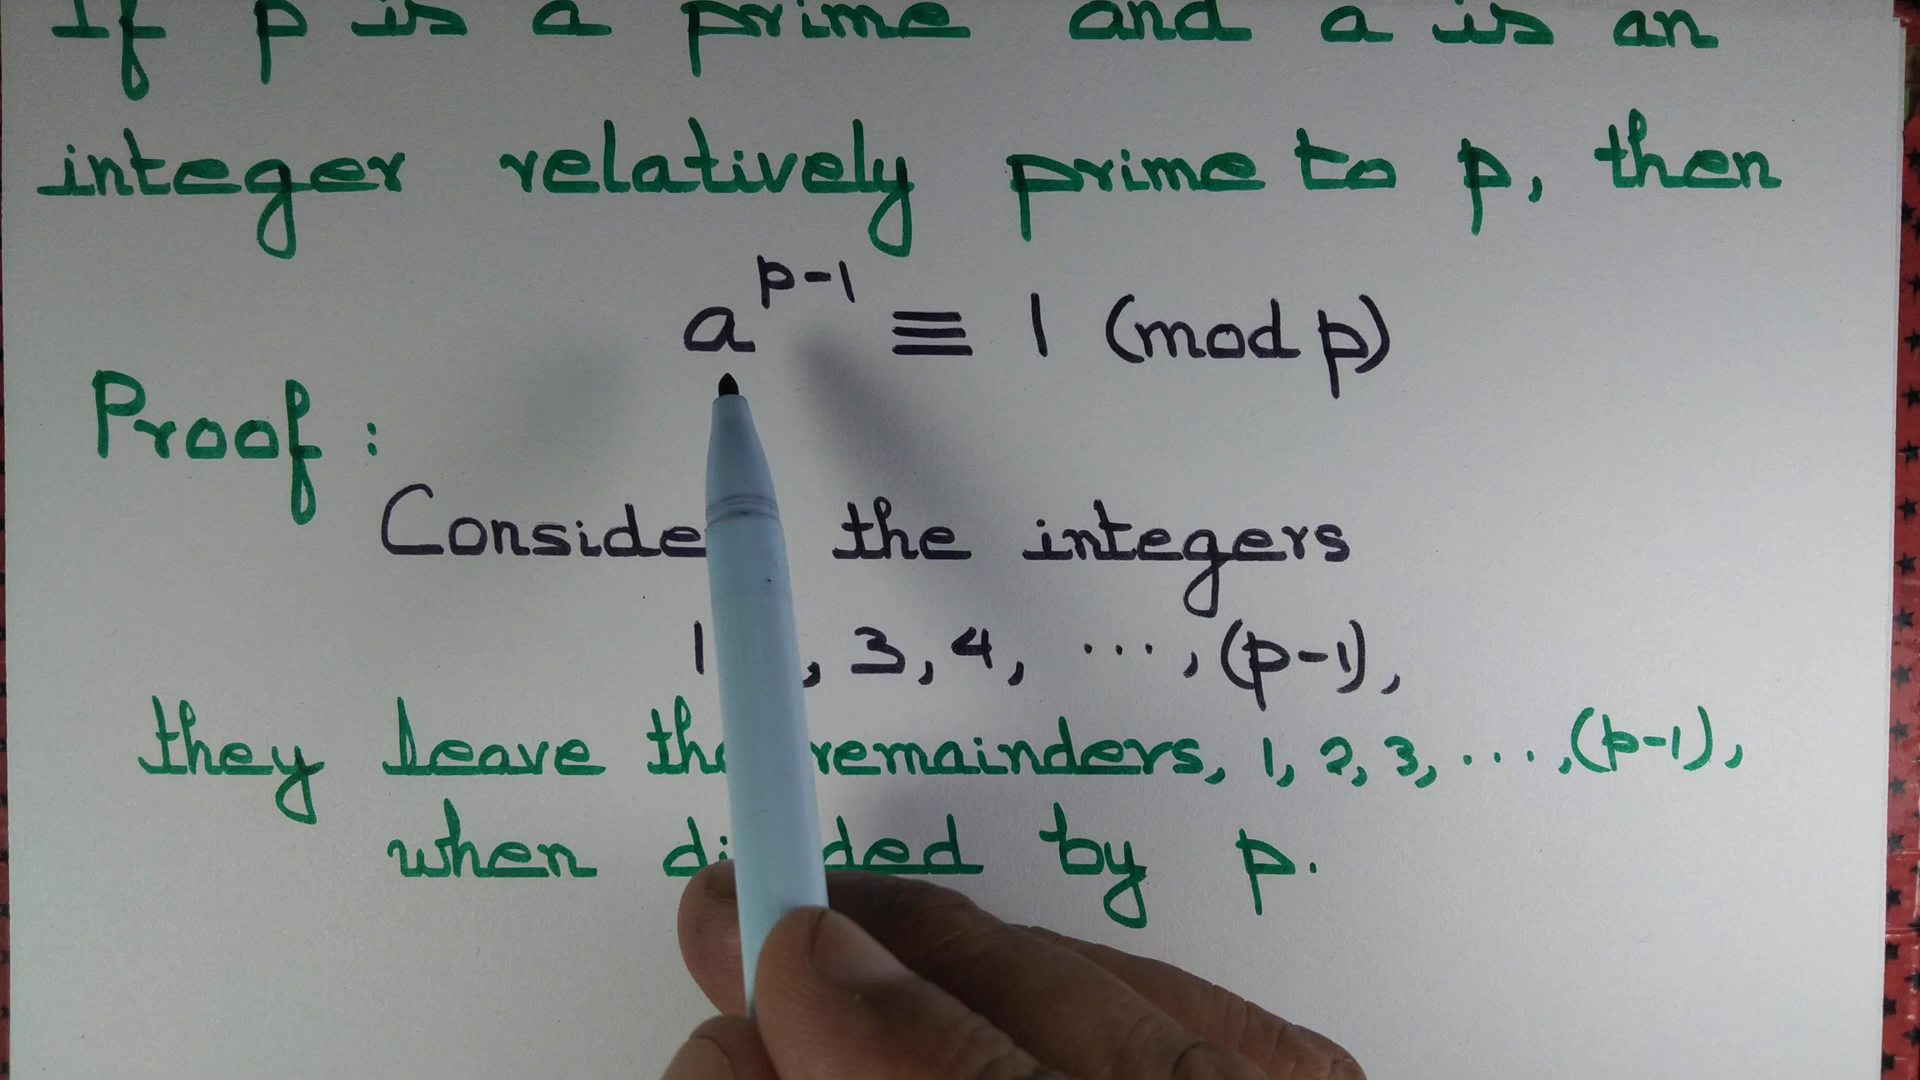 If p is a prime and a is an
integer relatively prime to p, then
a^{p-1} ≡ 1 (mod p)
Proof :
Conside the integers
1 , 3, 4, ..., (p-1),
they leave the remainders, 1, 2, 3, ..., (p-1),
when by p.